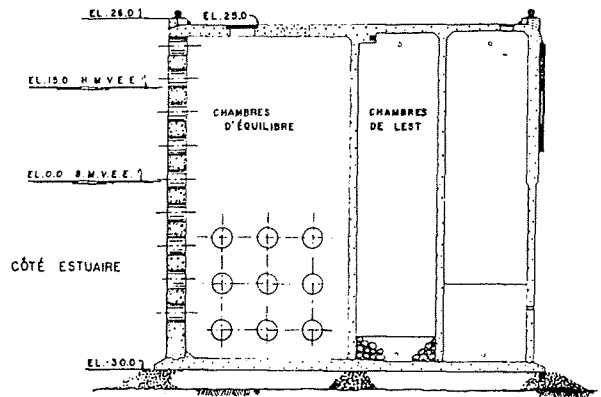 EL. 26.0
EL. 25.0
EL. 15.0 H.M.V.E.E.
CHAMBRES
D'ÉQUILIBRE
CHAMBRES
DE LEST
EL. 0.0 B.M.V.E.E.
CÔTÉ ESTUAIRE
EL.-30.0